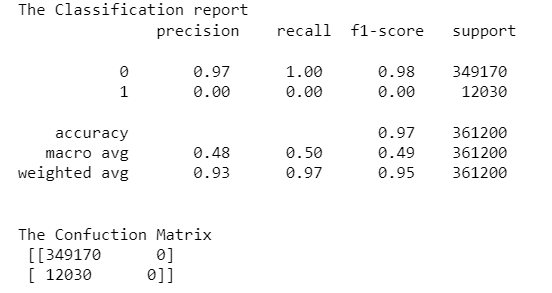 The Classification report
precision recall f1-score support
0 0.97 1.00 0.98 349170
1 0.00 0.00 0.00 12030
accuracy 0.97 361200
macro avg 0.48 0.50 0.49 361200
weighted avg 0.93 0.97 0.95 361200
The Confuction Matrix
[[349170 0]
[ 12030 0]]